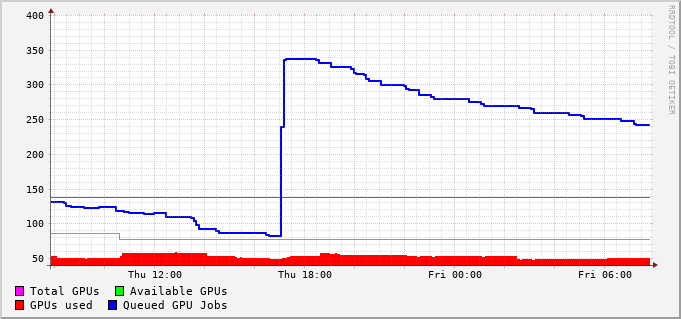 400
350
300
250
200
150
100
50
Thu 12:00 Thu 18:00 Fri 00:00 Fri 06:00
Total GPUs Available GPUs
GPUs used Queued GPU Jobs
RRDTOOL / TOBI OETIKER